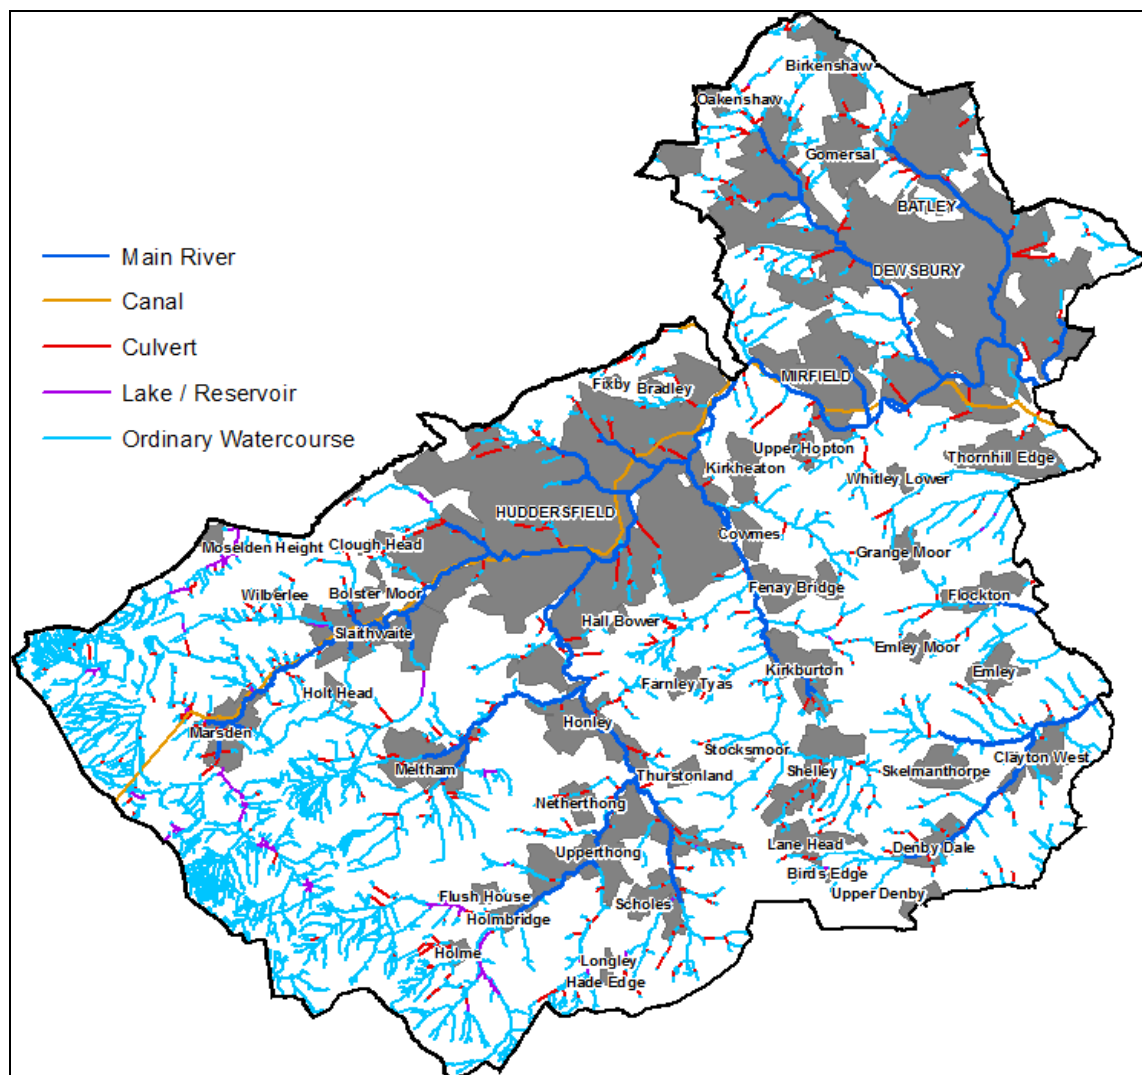 Birkenshaw
Oakenshaw
Gomersal
BATLEY
Main River
DEWSBURY
Canal
Culvert
MIRFIELD
Fixby
Bradley
Lake / Reservoir
Ordinary Watercourse
Upper Hopton
Thornhill Edge
Kirkheaton
Whitley Lower
HUDDERSFIELD
Cowmes
Moselden Height
Clough Head
Grange Moor
Wilberlee
Bolster Moor
Fenay Bridge
Flockton
Hall Bower
Slaithwaite
Emley Moor
Kirkburton
Emley
Holt Head
Farnley Tyas
Marsden
Honley
Stocksmoor
Clayton West
Meltham
Thurstonland
Shelley
Skelmanthorpe
Netherthong
Lane Head
Denby Dale
Upperthong
Birds Edge
Upper Denby
Flush House
Scholes
Holmbridge
Holme
Longley
Hade Edge